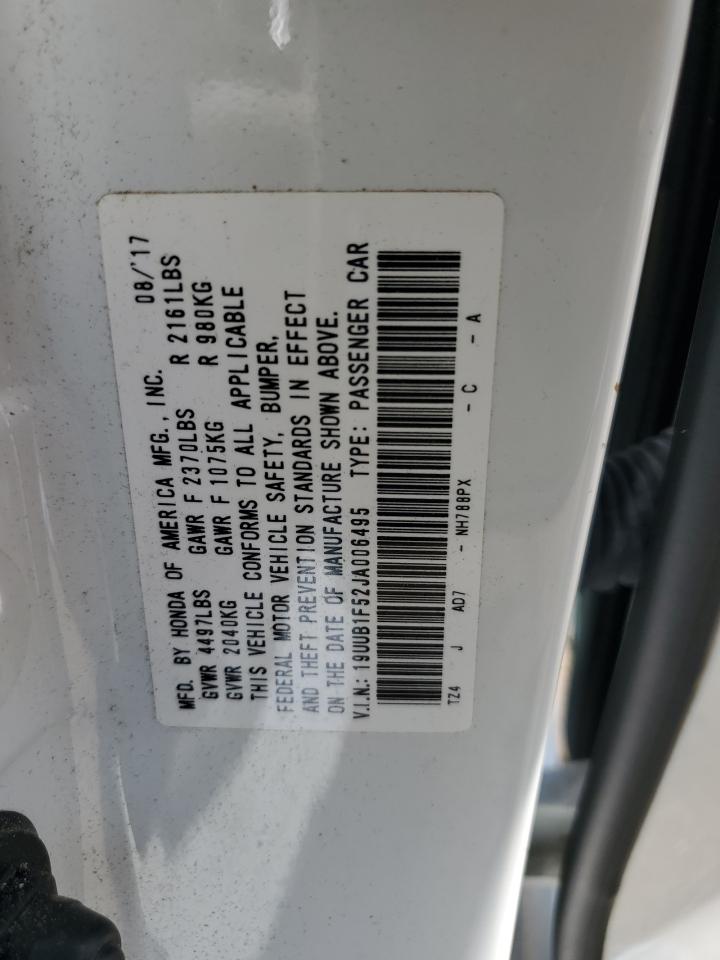 MFD. BY HONDA OF AMERICA MFG., INC. 08/'17
GVWR 4497LBS GAWR F 2370LBS R 2161LBS
GVWR 2040KG GAWR F 1075KG R 980KG
THIS VEHICLE CONFORMS TO ALL APPLICABLE
FEDERAL MOTOR VEHICLE SAFETY, BUMPER,
AND THEFT PREVENTION STANDARDS IN EFFECT
ON THE DATE OF MANUFACTURE SHOWN ABOVE.
V.I.N.: 19UUB1F52JA006495 TYPE: PASSENGER CAR
TZ4 J AD7 - NH788PX - C - A